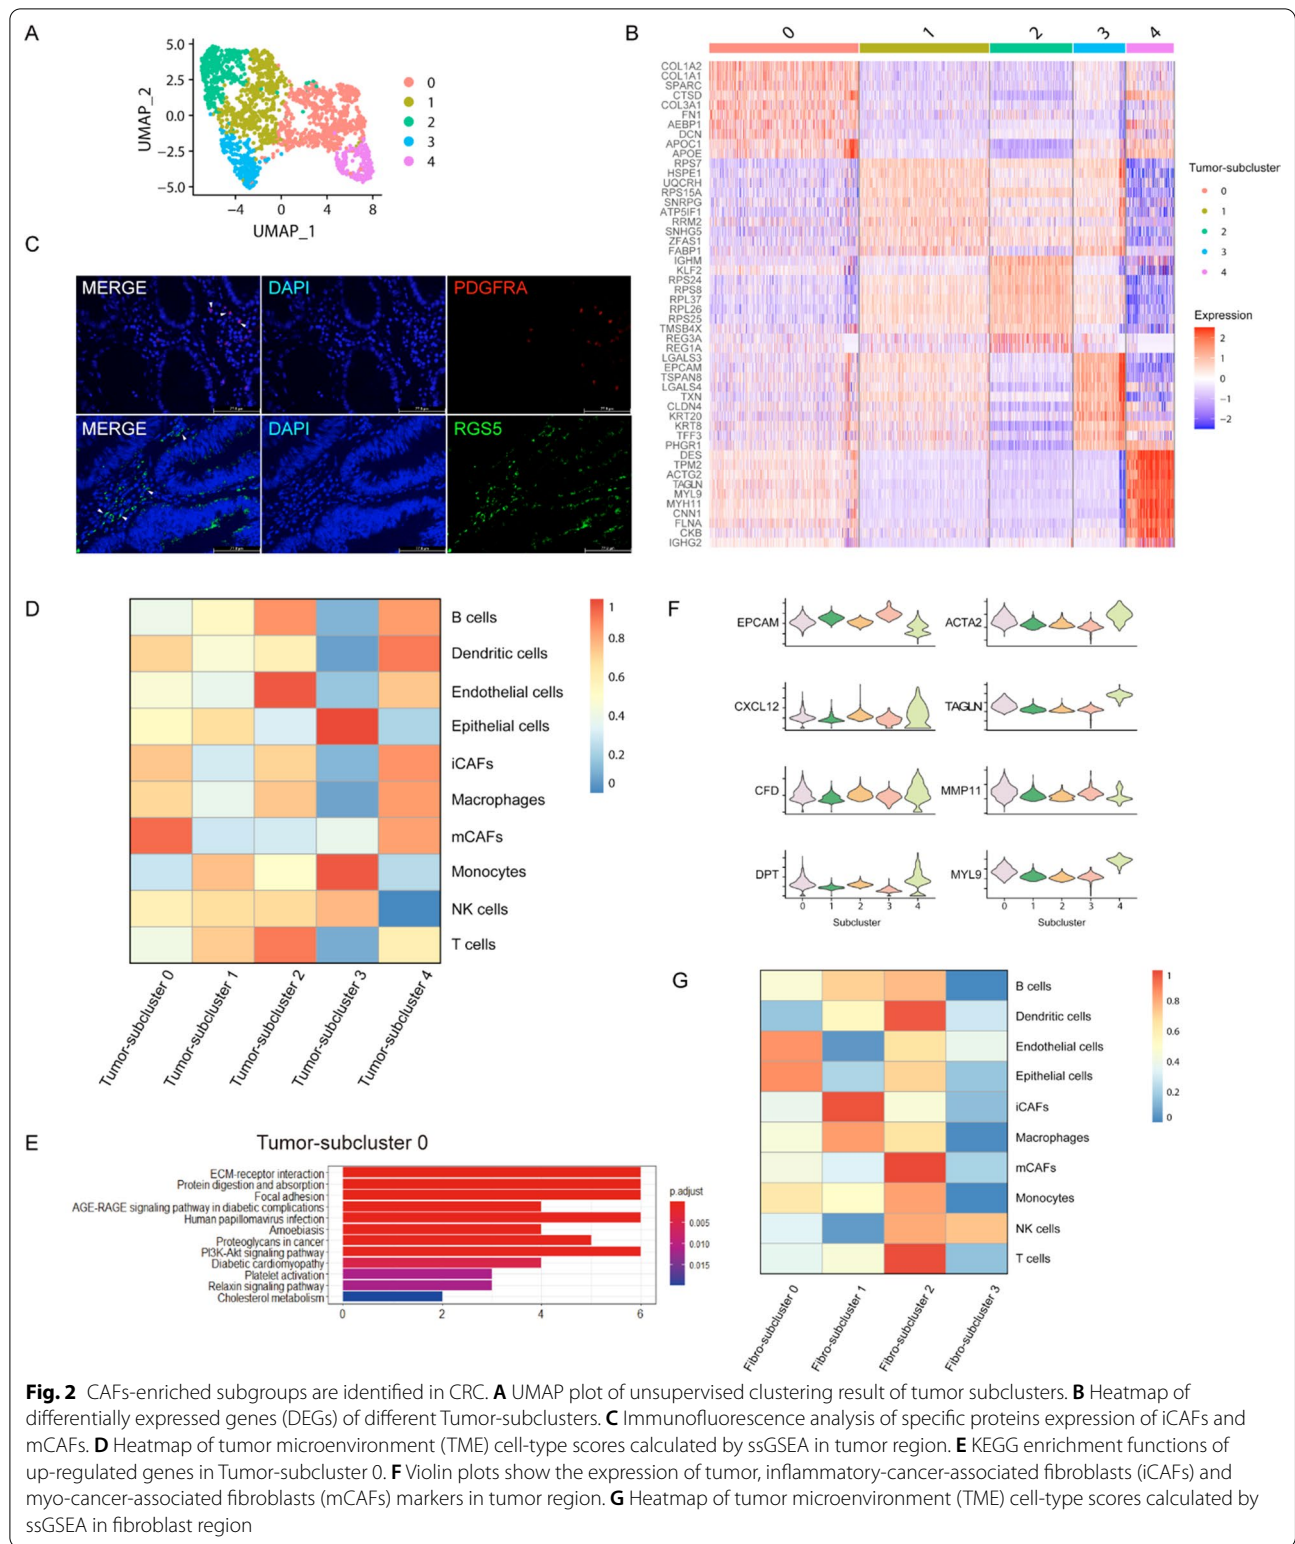 A
5.0
2.5
0.0
−2.5
−5.0
UMAP_2
−4
0
4
8
UMAP_1
0
1
2
3
4
B
0
1
2
3
4
COL1A2
COL1A1
SPARC
CTSD
COL3A1
FN1
AEBP1
DCN
APOC1
APOE
RPS7
HSPE1
UQCRH
RPS15A
SNRPG
ATP5IF1
RRM2
SNHG5
ZFAS1
FABP1
IGHM
KLF2
RPS24
RPS8
RPL37
RPL26
RPS25
TMSB4X
REG3A
REG1A
LGALS3
EPCAM
TSPAN8
LGALS4
TXN
CLDN4
KRT20
KRT8
TFF3
PHGR1
DES
TPM2
ACTG2
TAGLN
MYL9
MYH11
CNN1
FLNA
CKB
IGHG2
Tumor-subcluster
0
1
2
3
4
Expression
2
1
0
−1
−2
C
MERGE
DAPI
PDGFRA
MERGE
DAPI
RGS5
D
B cells
Dendritic cells
Endothelial cells
Epithelial cells
iCAFs
Macrophages
mCAFs
Monocytes
NK cells
T cells
Tumor-subcluster 0
Tumor-subcluster 1
Tumor-subcluster 2
Tumor-subcluster 3
Tumor-subcluster 4
1
0.8
0.6
0.4
0.2
0
F
EPCAM
ACTA2
CXCL12
TAGLN
CFD
MMP11
DPT
MYL9
0 1 2 3 4
Subcluster
0 1 2 3 4
Subcluster
E
Tumor-subcluster 0
ECM-receptor interaction
Protein digestion and absorption
Focal adhesion
AGE-RAGE signaling pathway in diabetic complications
Human papillomavirus infection
Amoebiasis
Proteoglycans in cancer
PI3K-Akt signaling pathway
Diabetic cardiomyopathy
Platelet activation
Relaxin signaling pathway
Cholesterol metabolism
0
2
4
6
p.adjust
0.005
0.010
0.015
G
B cells
Dendritic cells
Endothelial cells
Epithelial cells
iCAFs
Macrophages
mCAFs
Monocytes
NK cells
T cells
Fibro-subcluster 0
Fibro-subcluster 1
Fibro-subcluster 2
Fibro-subcluster 3
1
0.8
0.6
0.4
0.2
0
Fig. 2 CAFs-enriched subgroups are identified in CRC. A UMAP plot of unsupervised clustering result of tumor subclusters. B Heatmap of
differentially expressed genes (DEGs) of different Tumor-subclusters. C Immunofluorescence analysis of specific proteins expression of iCAFs and
mCAFs. D Heatmap of tumor microenvironment (TME) cell-type scores calculated by ssGSEA in tumor region. E KEGG enrichment functions of
up-regulated genes in Tumor-subcluster 0. F Violin plots show the expression of tumor, inflammatory-cancer-associated fibroblasts (iCAFs) and
myo-cancer-associated fibroblasts (mCAFs) markers in tumor region. G Heatmap of tumor microenvironment (TME) cell-type scores calculated by
ssGSEA in fibroblast region